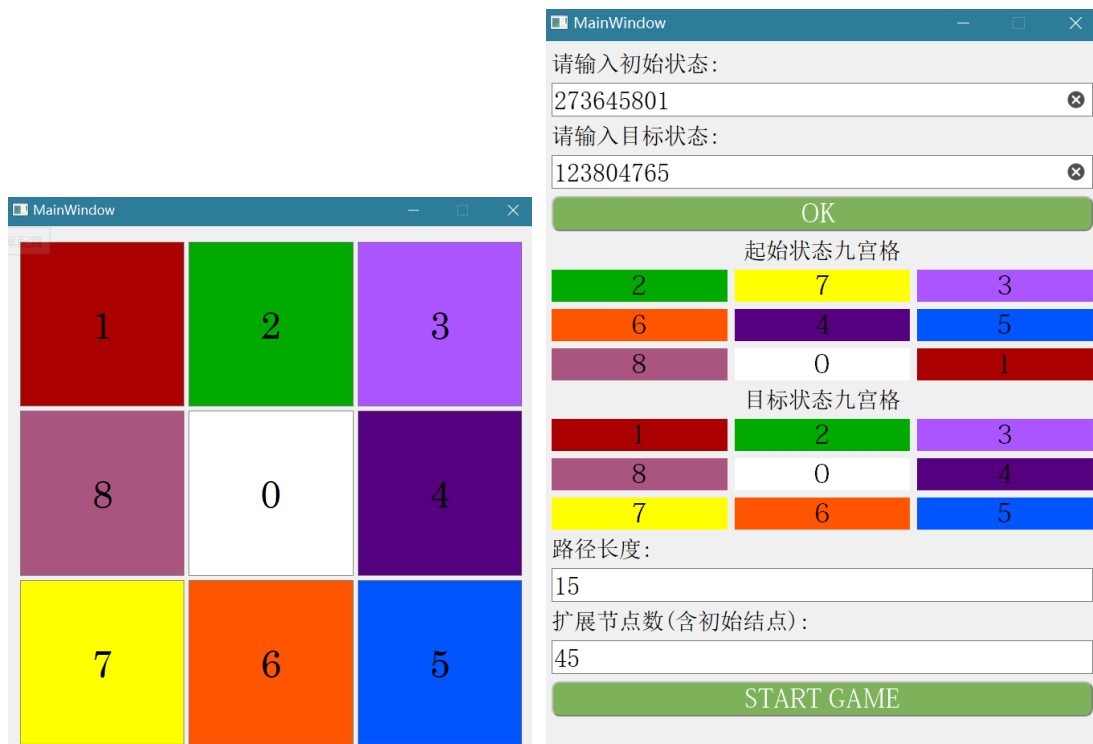 MainWindow
1 2 3
8 0 4
7 6 5
MainWindow
请输入初始状态:
273645801
请输入目标状态:
123804765
OK
起始状态九宫格
2 7 3
6 4 5
8 0 1
目标状态九宫格
1 2 3
8 0 4
7 6 5
路径长度:
15
扩展节点数(含初始结点):
45
START GAME